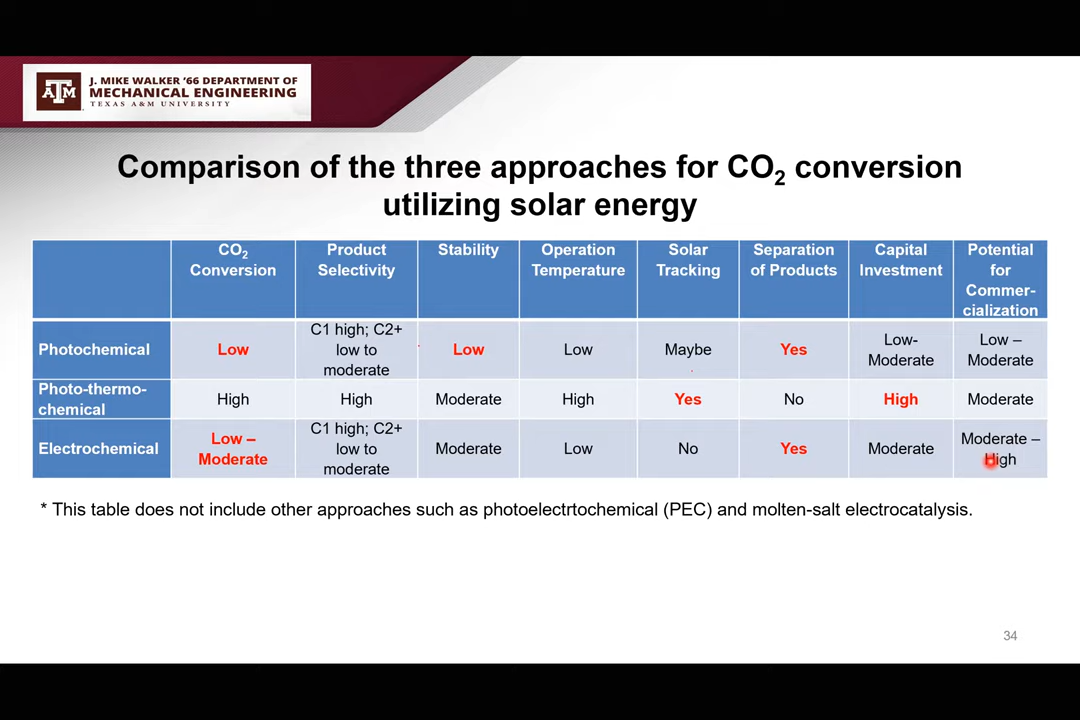 J. MIKE WALKER '66 DEPARTMENT OF
MECHANICAL ENGINEERING
TEXAS A&M UNIVERSITY
Comparison of the three approaches for CO2 conversion
utilizing solar energy
CO2 Conversion | Product Selectivity | Stability | Operation Temperature | Solar Tracking | Separation of Products | Capital Investment | Potential for Commer-cialization
Photochemical | Low | C1 high; C2+ low to moderate | Low | Low | Maybe | Yes | Low-Moderate | Low – Moderate
Photo-thermo-chemical | High | High | Moderate | High | Yes | No | High | Moderate
Electrochemical | Low – Moderate | C1 high; C2+ low to moderate | Moderate | Low | No | Yes | Moderate | Moderate – High
* This table does not include other approaches such as photoelectrtochemical (PEC) and molten-salt electrocatalysis.
34